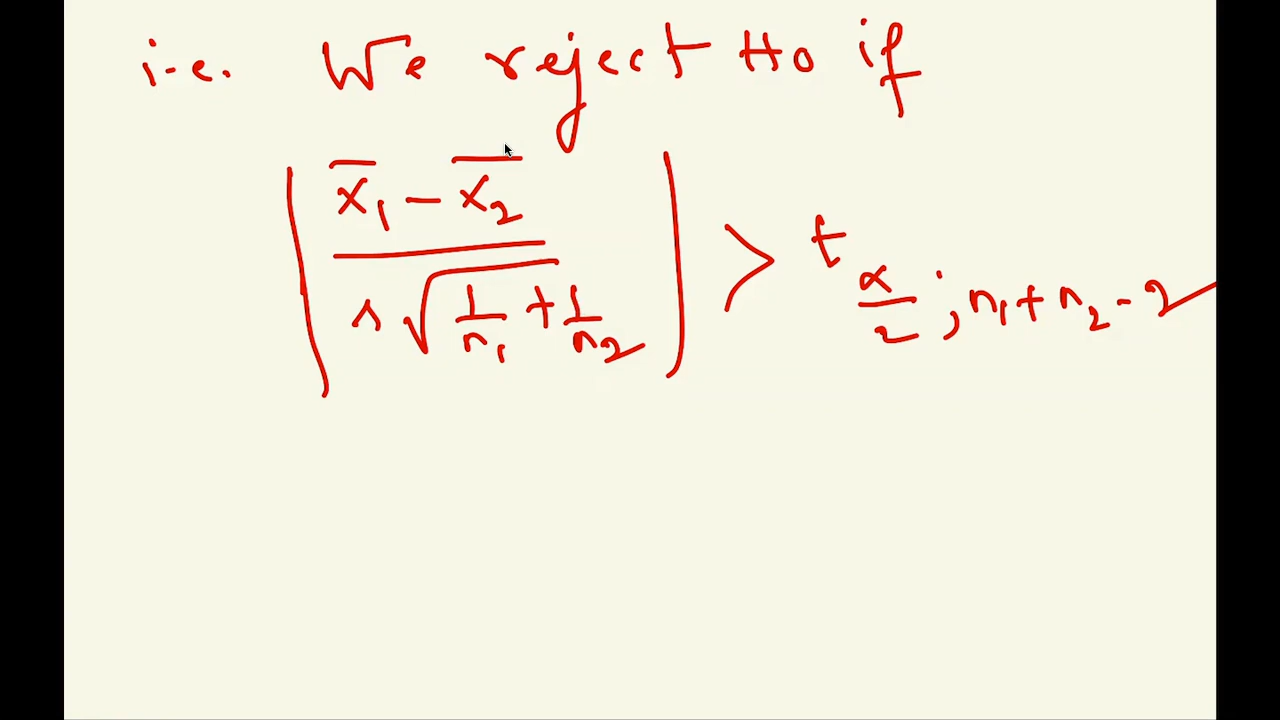 i.e. We reject H0 if
| (x̄₁ − x̄₂) / (s √(1/n₁ + 1/n₂)) | > t α/2 ; n₁ + n₂ − 2